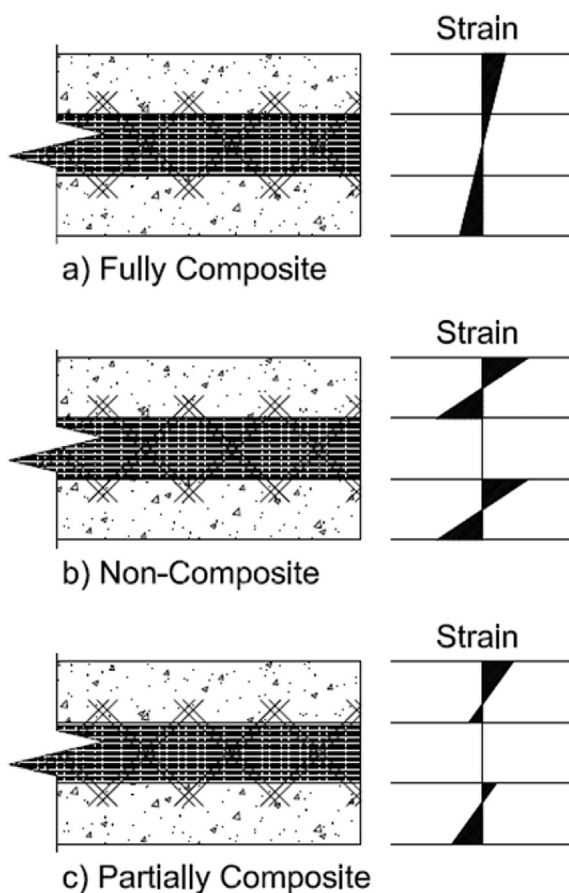 Strain
a) Fully Composite
Strain
b) Non-Composite
Strain
c) Partially Composite